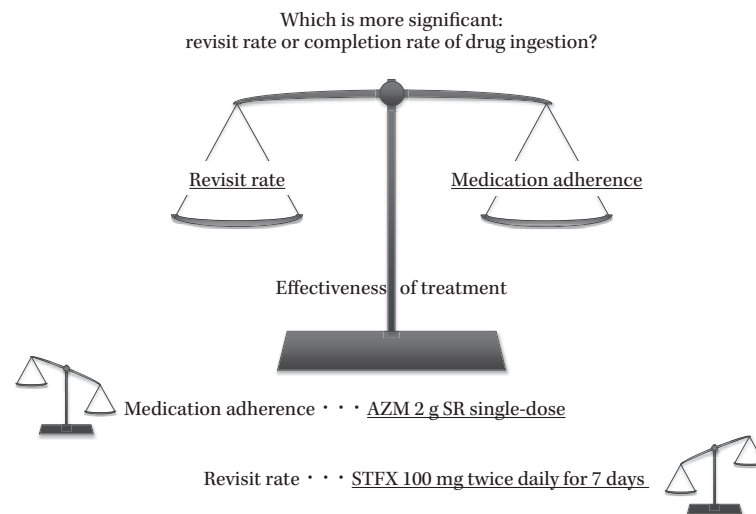 Which is more significant:
revisit rate or completion rate of drug ingestion?
Revisit rate
Medication adherence
Effectiveness of treatment
Medication adherence・・・AZM 2 g SR single-dose
Revisit rate・・・STFX 100 mg twice daily for 7 days